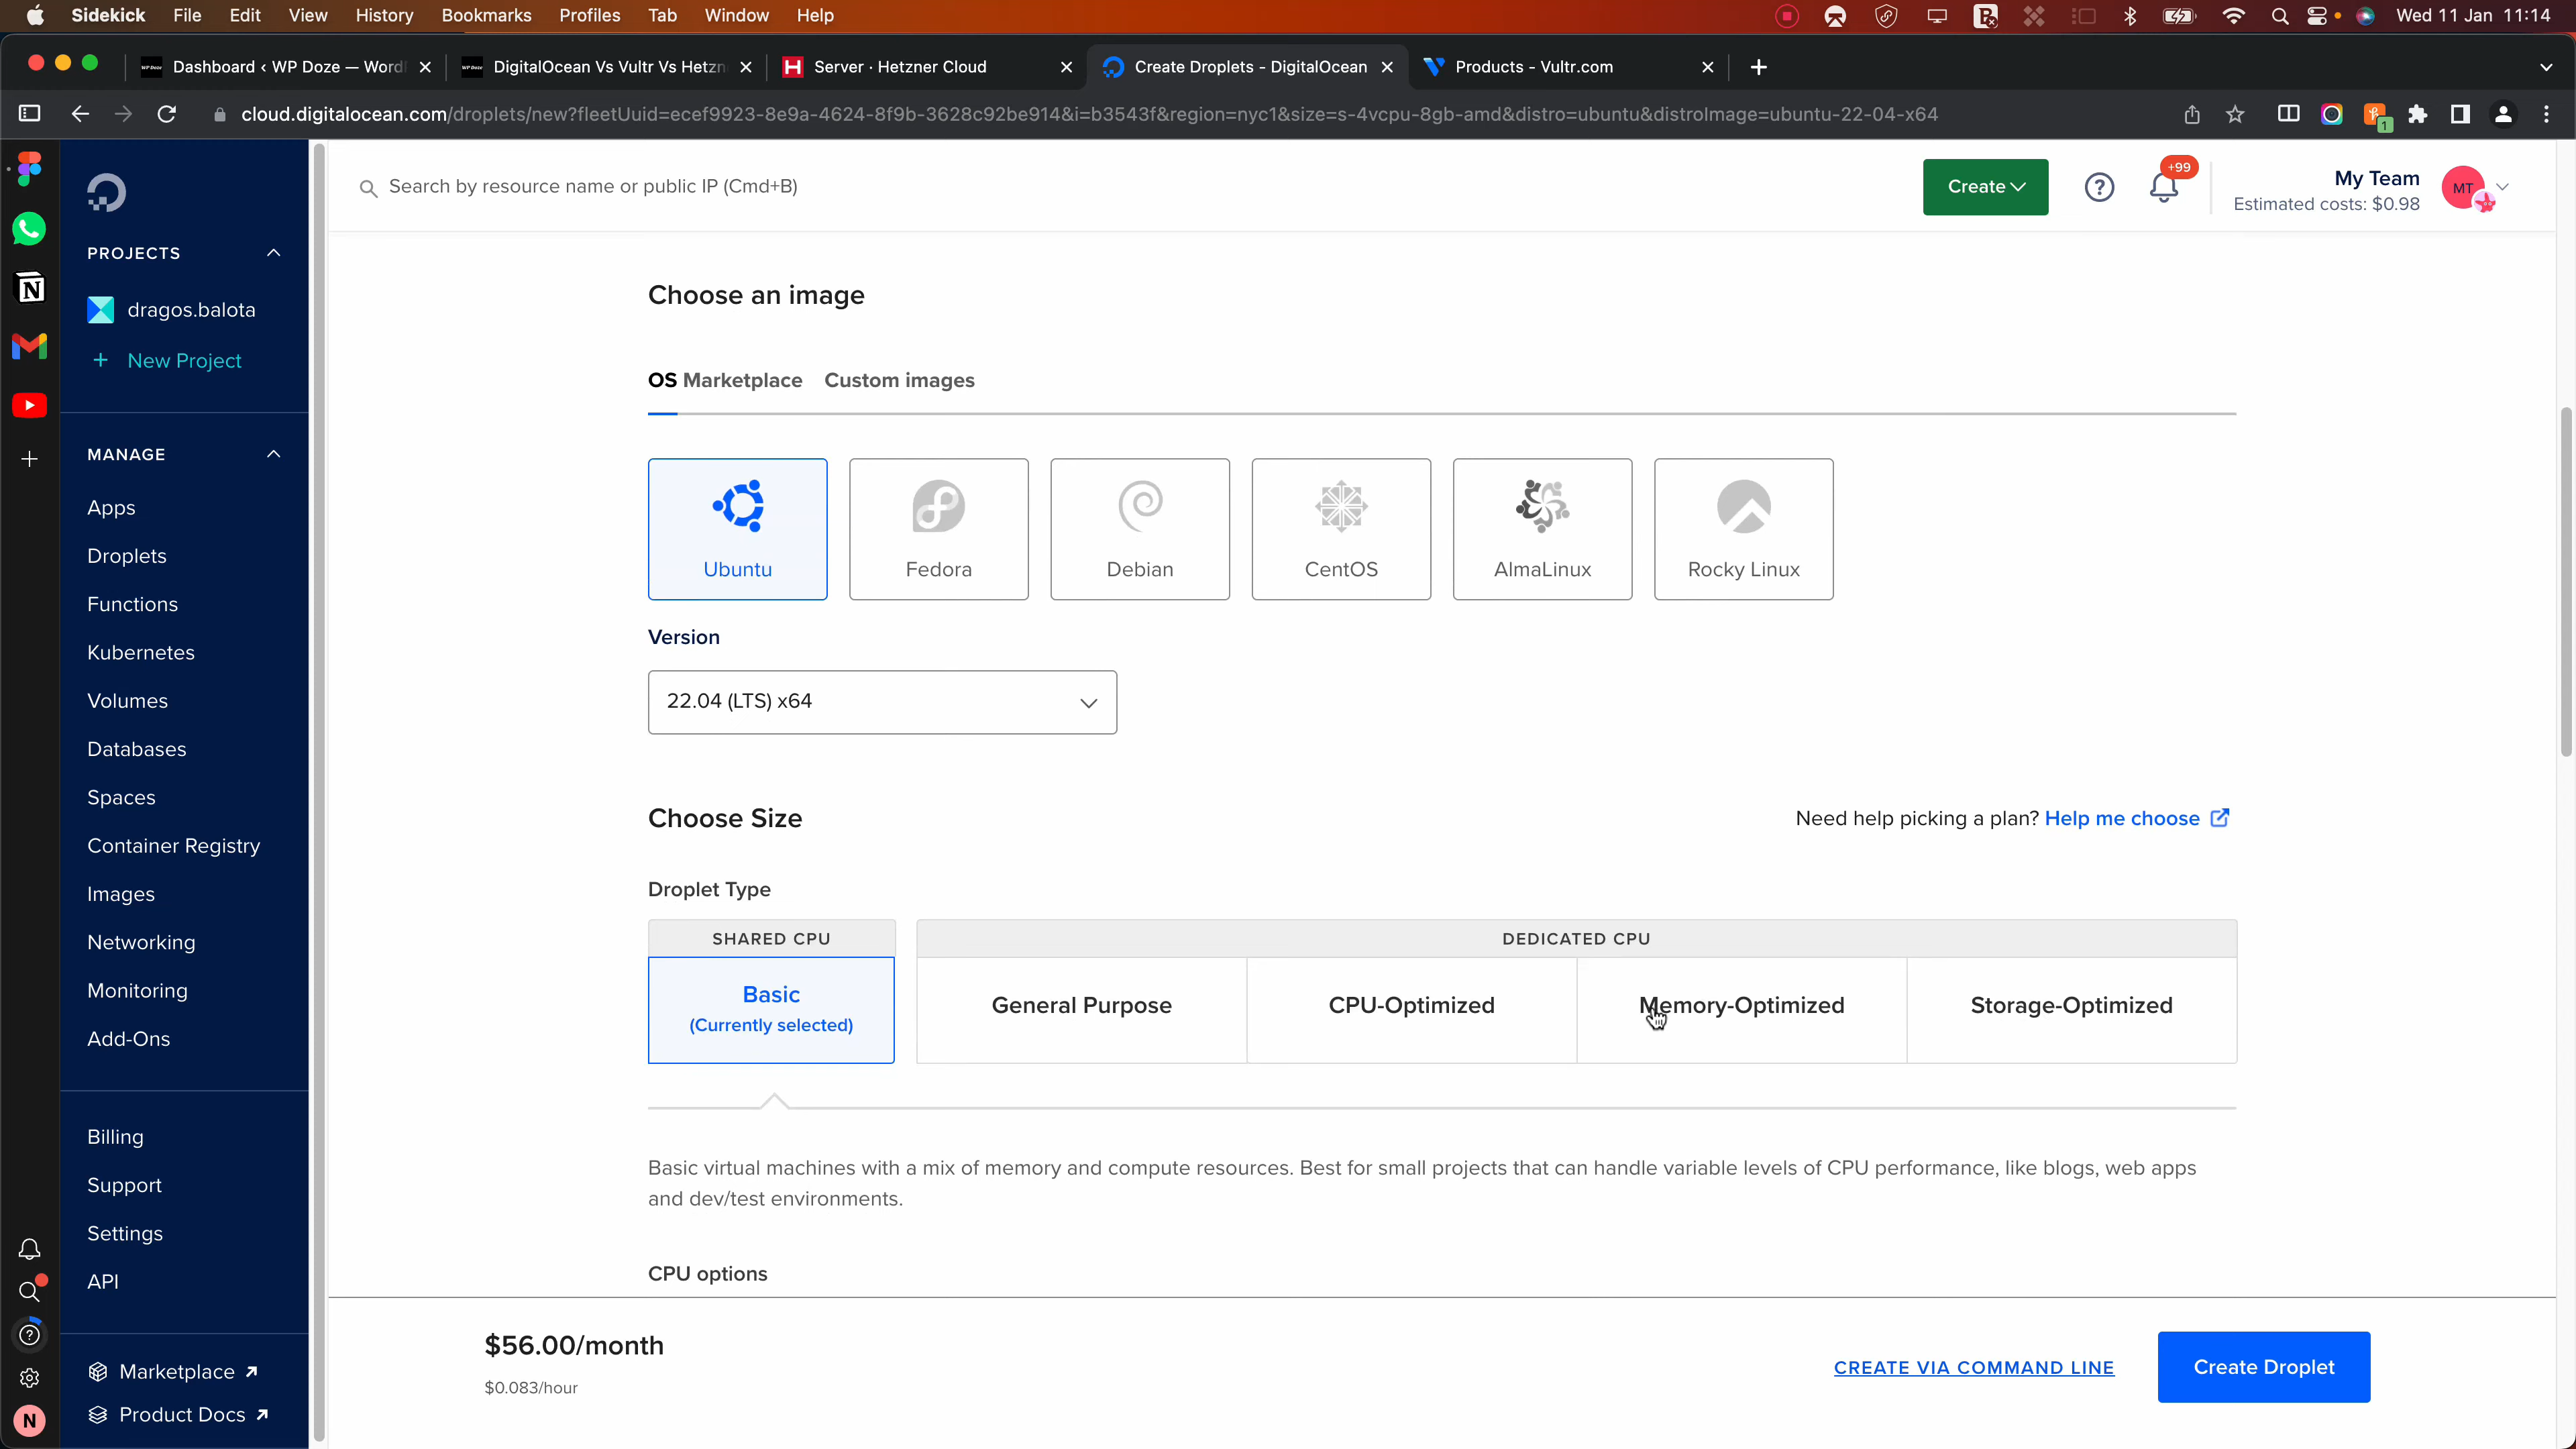 Sidekick File Edit View History Bookmarks Profiles Tab Window Help Wed 11 Jan 11:14
Dashboard ‹ WP Doze — Word DigitalOcean Vs Vultr Vs Hetzn Server · Hetzner Cloud Create Droplets - DigitalOcean Products - Vultr.com
cloud.digitalocean.com/droplets/new?fleetUuid=ecef9923-8e9a-4624-8f9b-3628c92be914&i=b3543f&region=nyc1&size=s-4vcpu-8gb-amd&distro=ubuntu&distroImage=ubuntu-22-04-x64
1
Search by resource name or public IP (Cmd+B)
Create
+99
My Team
Estimated costs: $0.98
MT
PROJECTS
dragos.balota
+ New Project
MANAGE
Apps
Droplets
Functions
Kubernetes
Volumes
Databases
Spaces
Container Registry
Images
Networking
Monitoring
Add-Ons
Billing
Support
Settings
API
Marketplace
Product Docs
N
Choose an image
OS Marketplace Custom images
Ubuntu Fedora Debian CentOS AlmaLinux Rocky Linux
Version
22.04 (LTS) x64
Choose Size
Need help picking a plan? Help me choose
Droplet Type
SHARED CPU DEDICATED CPU
Basic
(Currently selected)
General Purpose CPU-Optimized Memory-Optimized Storage-Optimized
Basic virtual machines with a mix of memory and compute resources. Best for small projects that can handle variable levels of CPU performance, like blogs, web apps
and dev/test environments.
CPU options
$56.00/month
$0.083/hour
CREATE VIA COMMAND LINE
Create Droplet